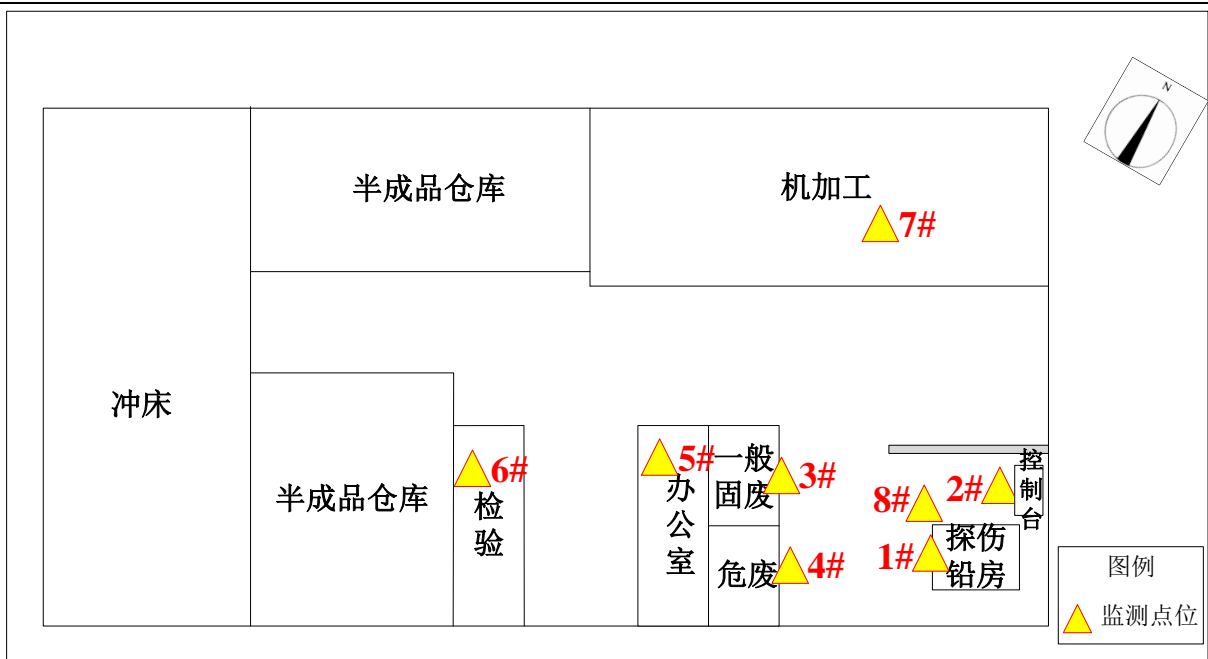 N
半成品仓库
机加工
7#
冲床
半成品仓库
6#
检
验
5#
办
公
室
一般
固废
3#
危废
4#
控
制
台
2#
8#
1#
探伤
铅房
图例
监测点位